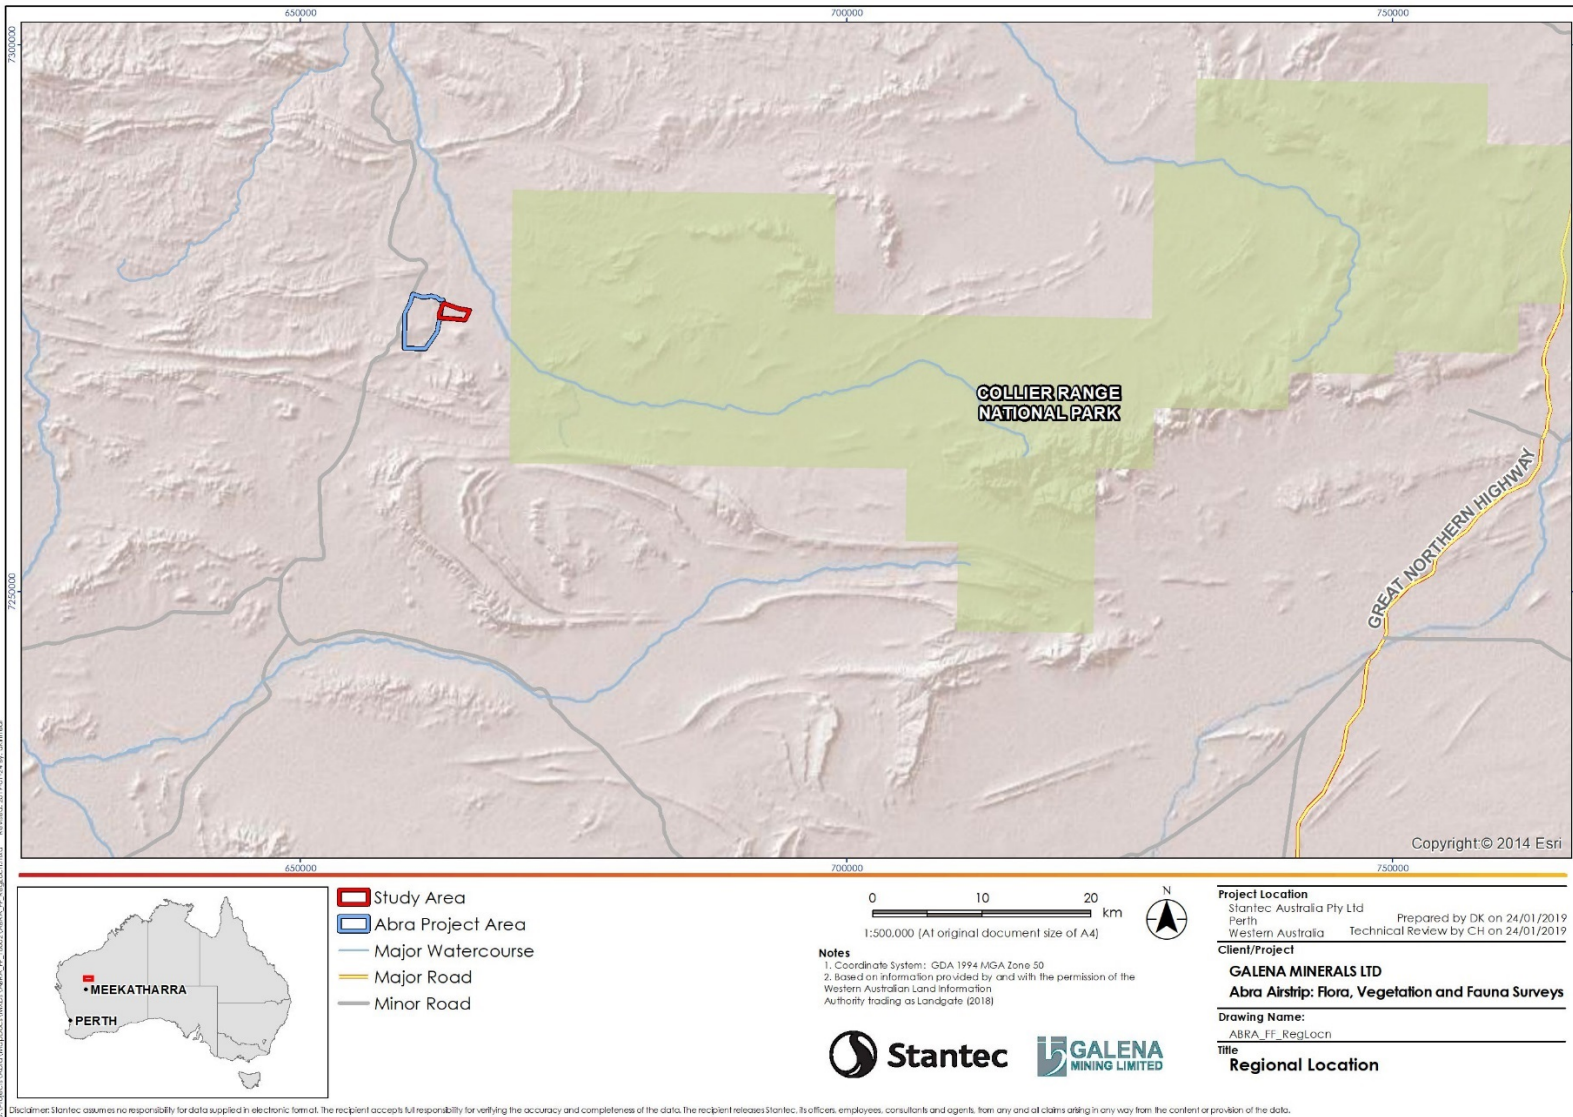 650000
700000
750000
7300000
7250000
COLLIER RANGE
NATIONAL PARK
GREAT NORTHERN HIGHWAY
Copyright:© 2014 Esri
650000
700000
750000
MEEKATHARRA
PERTH
Study Area
Abra Project Area
Major Watercourse
Major Road
Minor Road
0 10 20
km
1:500,000 (At original document size of A4)
N
Notes
1. Coordinate System: GDA 1994 MGA Zone 50
2. Based on information provided by and with the permission of the
Western Australian Land Information
Authority trading as Landgate (2018)
Stantec
GALENA
MINING LIMITED
Project Location
Stantec Australia Pty Ltd
Perth
Western Australia
Prepared by DK on 24/01/2019
Technical Review by CH on 24/01/2019
Client/Project
GALENA MINERALS LTD
Abra Airstrip: Flora, Vegetation and Fauna Surveys
Drawing Name:
ABRA_FF_RegLocn
Title
Regional Location
Disclaimer: Stantec assumes no responsibility for data supplied in electronic format. The recipient accepts full responsibility for verifying the accuracy and completeness of the data. The recipient releases Stantec, its officers, employees, consultants and agents, from any and all claims arising in any way from the content or provision of the data.